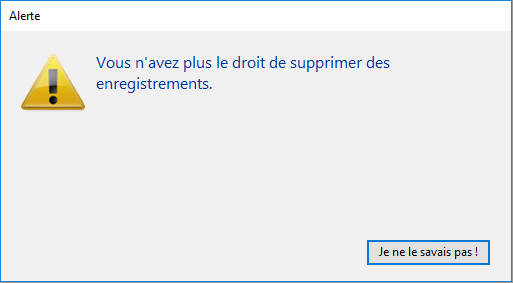 Alerte
Vous n'avez plus le droit de supprimer des
enregistrements.
Je ne le savais pas !